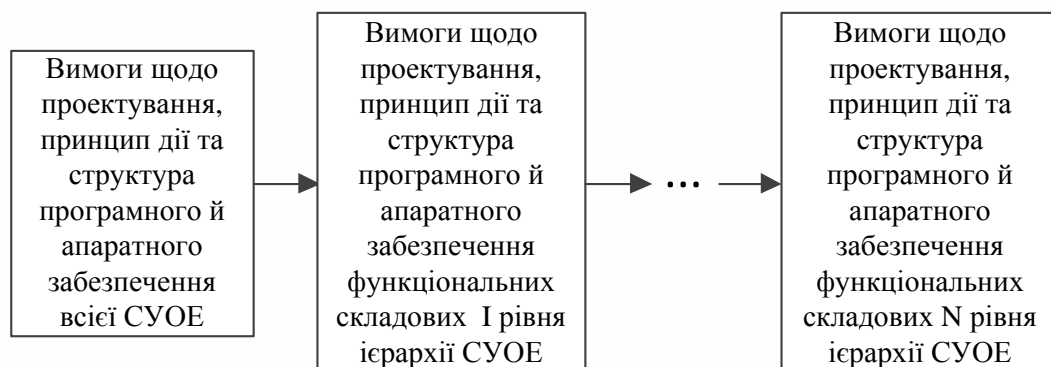 Вимоги щодо
проектування,
принцип дії та
структура
програмного й
апаратного
забезпечення
всієї СУОЕ
Вимоги щодо
проектування,
принцип дії та
структура
програмного й
апаратного
забезпечення
функціональних
складових I рівня
ієрархії СУОЕ
...
Вимоги щодо
проектування,
принцип дії та
структура
програмного й
апаратного
забезпечення
функціональних
складових N рівня
ієрархії СУОЕ